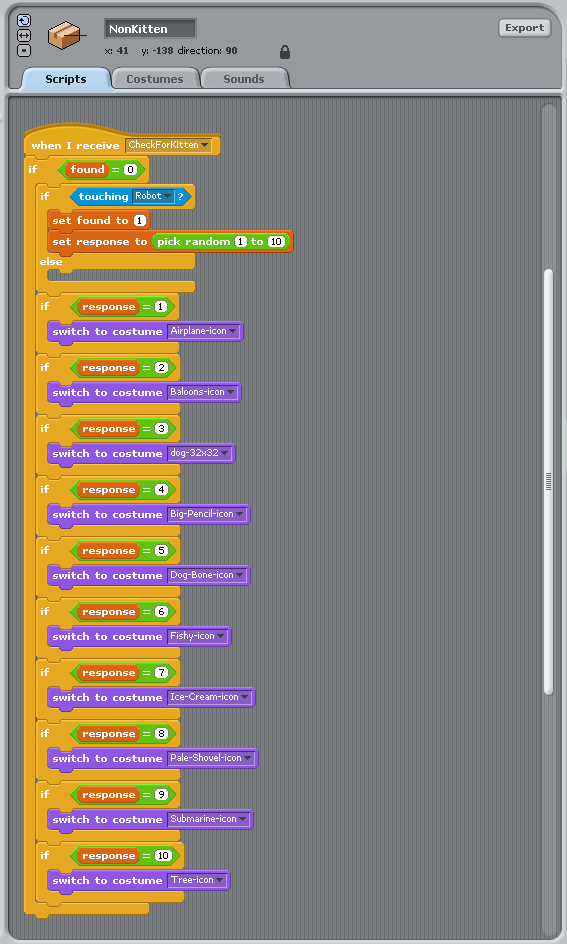 NonKitten
Export
x: 41 y: -138 direction: 90
Scripts Costumes Sounds
when I receive CheckForKitten
if found = 0
if touching Robot ?
set found to 1
set response to pick random 1 to 10
else
if response = 1
switch to costume Airplane-icon
if response = 2
switch to costume Baloons-icon
if response = 3
switch to costume dog-32x32
if response = 4
switch to costume Big-Pencil-icon
if response = 5
switch to costume Dog-Bone-icon
if response = 6
switch to costume Fishy-icon
if response = 7
switch to costume Ice-Cream-icon
if response = 8
switch to costume Pale-Shovel-icon
if response = 9
switch to costume Submarine-icon
if response = 10
switch to costume Tree-icon